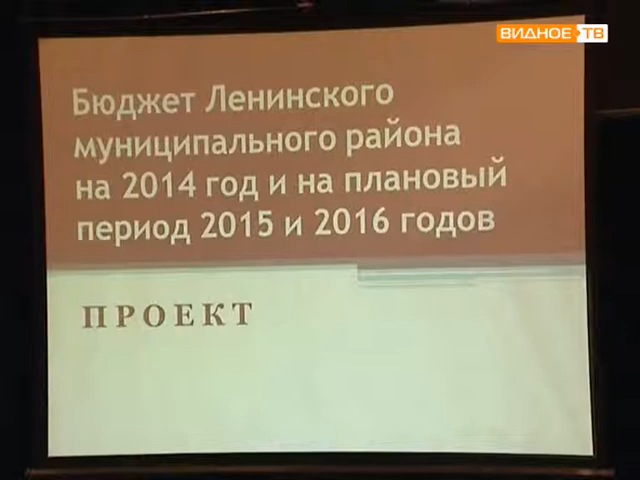 ВИДНОЕ ТВ
Бюджет Ленинского
муниципального района
на 2014 год и на плановый
период 2015 и 2016 годов
ПРОЕКТ